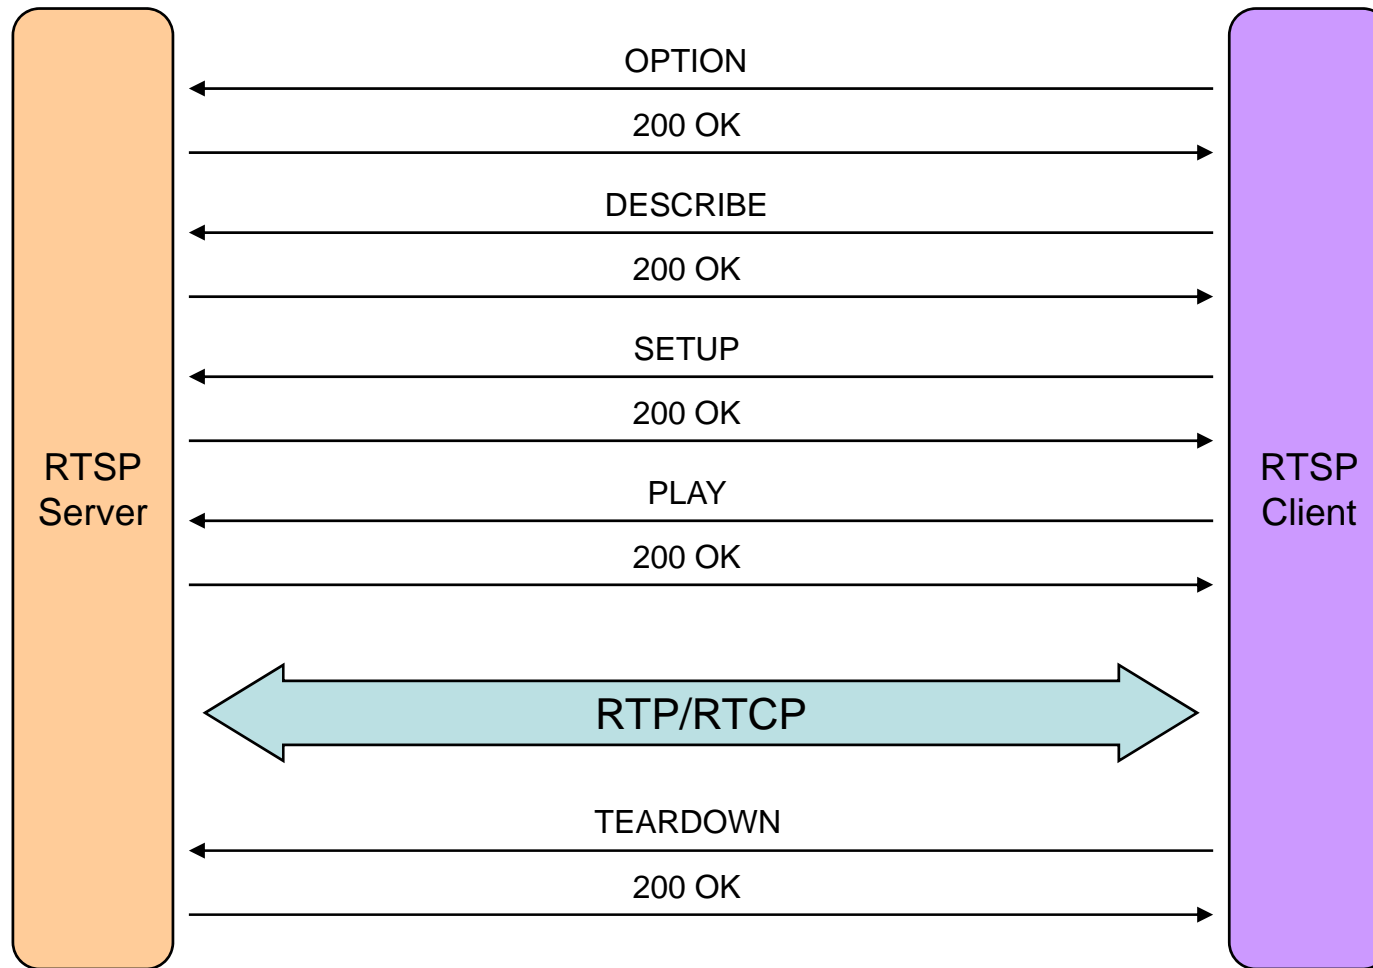 OPTION
200 OK
DESCRIBE
200 OK
SETUP
200 OK
RTSP
Server
RTSP
Client
PLAY
200 OK
RTP/RTCP
TEARDOWN
200 OK